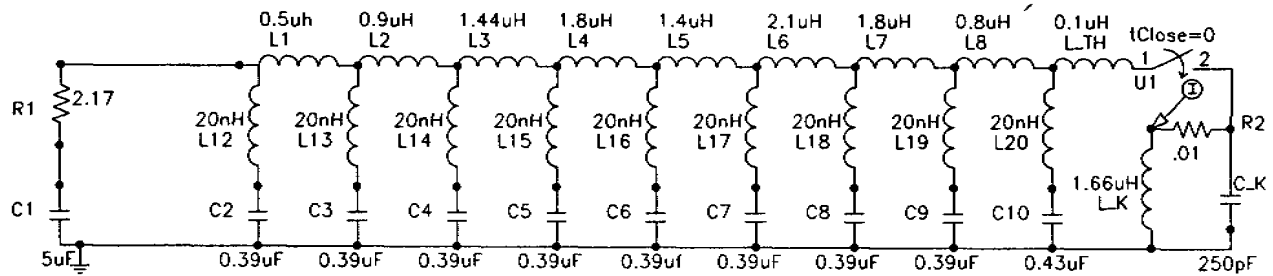 0.5uh 0.9uH 1.44uH 1.8uH 1.4uH 2.1uH 1.8uH 0.8uH 0.1uH tClose=0
L1 L2 L3 L4 L5 L6 L7 L8 L_TH 1 2
U1
I
R1 2.17
20nH 20nH 20nH 20nH 20nH 20nH 20nH 20nH 20nH R2
L12 L13 L14 L15 L16 L17 L18 L19 L20 .01
1.66uH C_K
L_K
C1 C2 C3 C4 C5 C6 C7 C8 C9 C10
5uF 0.39uF 0.39uF 0.39uF 0.39uF 0.39uf 0.39uF 0.39uF 0.39uF 0.43uF 250pF